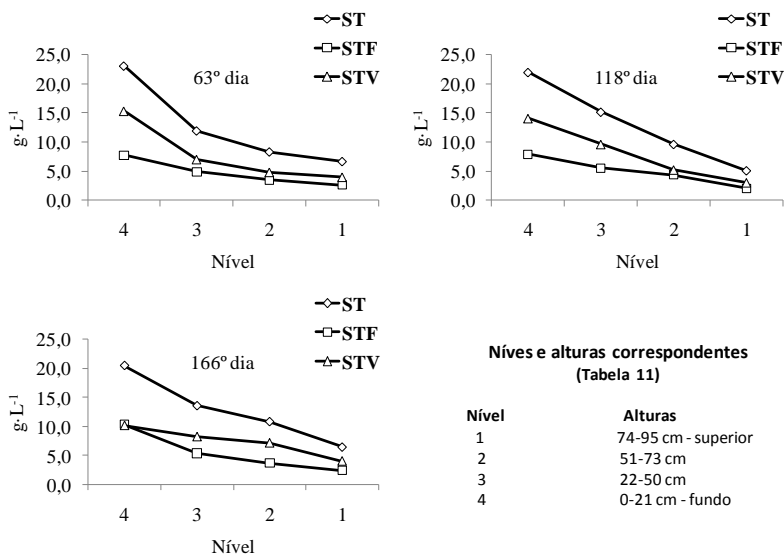 ST
STF
STV
63º dia
25,0
20,0
15,0
10,0
5,0
0,0
g·L-1
4 3 2 1
Nível
ST
STF
STV
118º dia
25,0
20,0
15,0
10,0
5,0
0,0
g·L-1
4 3 2 1
Nível
ST
STF
STV
166º dia
25,0
20,0
15,0
10,0
5,0
0,0
g·L-1
4 3 2 1
Nível
Níves e alturas correspondentes
(Tabela 11)
Nível Alturas
1 74-95 cm - superior
2 51-73 cm
3 22-50 cm
4 0-21 cm - fundo